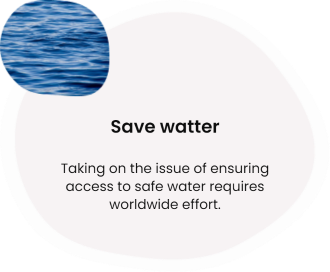 Save watter
Taking on the issue of ensuring
access to safe water requires
worldwide effort.